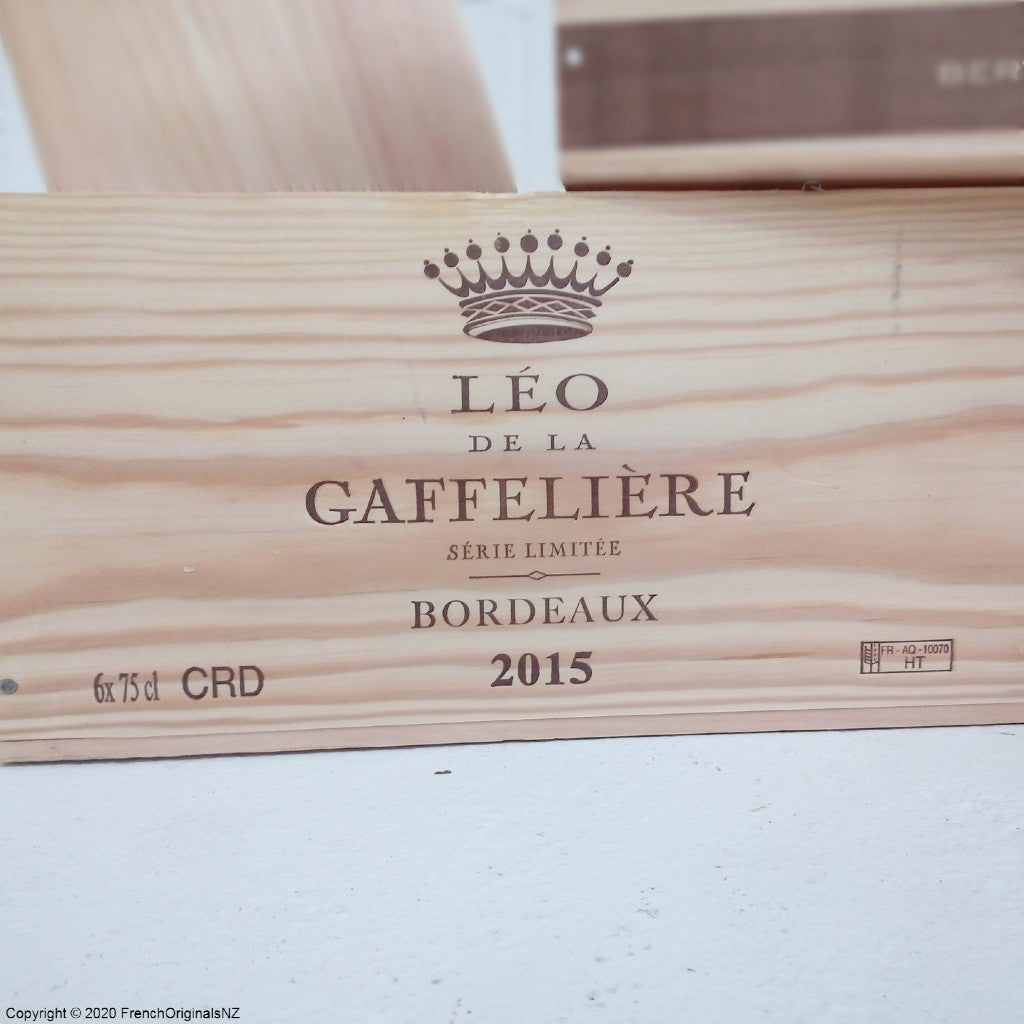 BER
LÉO
DE LA
GAFFELIÈRE
SÉRIE LIMITÉE
BORDEAUX
2015
6x 75 cl CRD
FR - AQ - 10070
HT
Copyright © 2020 FrenchOriginalsNZ